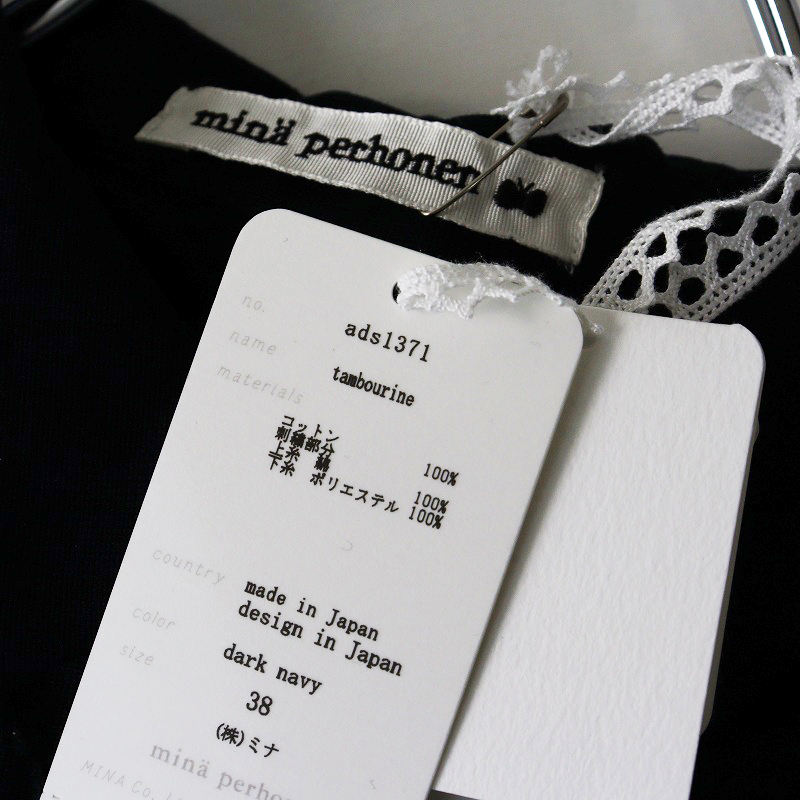 minä perhonen
no. ads1371
name tambourine
materials
コットン 100%
刺繍部分
上糸 綿 100%
下糸 ポリエステル 100%
country made in Japan
design in Japan
color dark navy
size 38
(株)ミナ
minä perho
MINA Co.